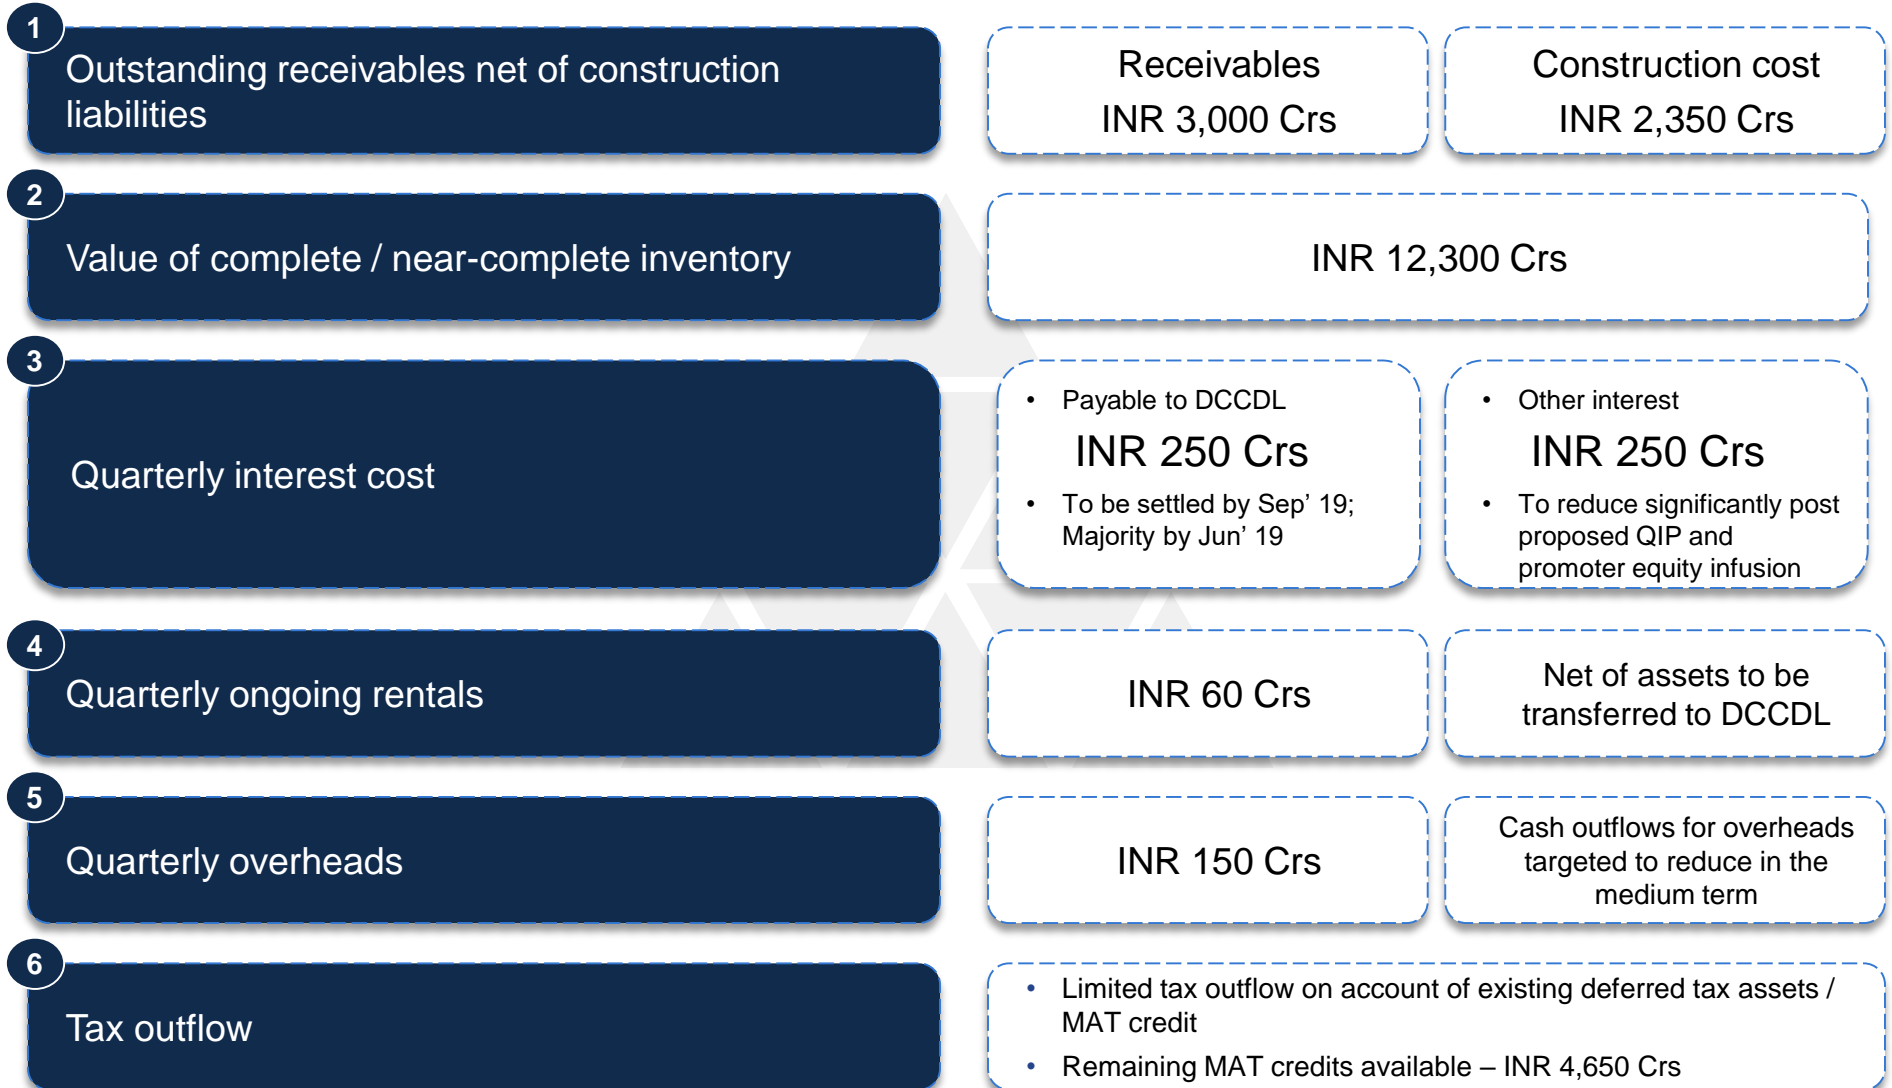 1
Outstanding receivables net of construction
liabilities
Receivables
INR 3,000 Crs
Construction cost
INR 2,350 Crs
2
Value of complete / near-complete inventory
INR 12,300 Crs
3
Quarterly interest cost
• Payable to DCCDL
INR 250 Crs
• To be settled by Sep’ 19;
Majority by Jun’ 19
• Other interest
INR 250 Crs
• To reduce significantly post
proposed QIP and
promoter equity infusion
4
Quarterly ongoing rentals
INR 60 Crs
Net of assets to be
transferred to DCCDL
5
Quarterly overheads
INR 150 Crs
Cash outflows for overheads
targeted to reduce in the
medium term
6
Tax outflow
• Limited tax outflow on account of existing deferred tax assets /
MAT credit
• Remaining MAT credits available – INR 4,650 Crs